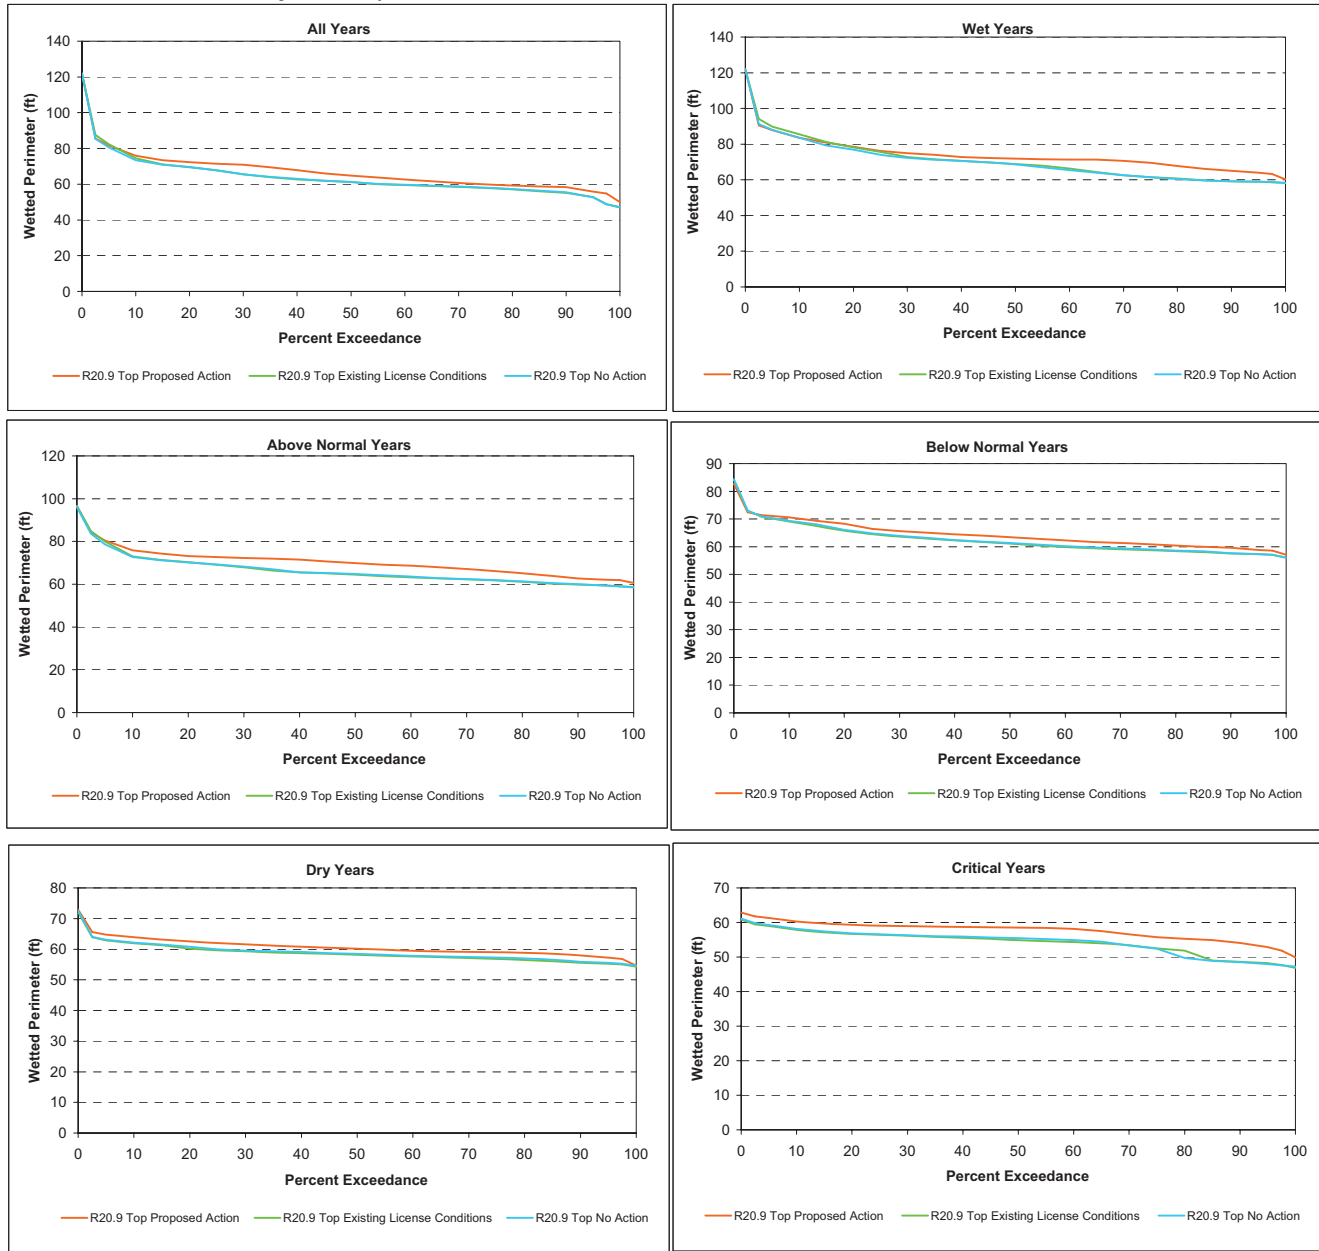 All Years
Wetted Perimeter (ft)
140
120
100
80
60
40
20
0
0 10 20 30 40 50 60 70 80 90 100
Percent Exceedance
R20.9 Top Proposed Action R20.9 Top Existing License Conditions R20.9 Top No Action
Wet Years
Wetted Perimeter (ft)
140
120
100
80
60
40
20
0
0 10 20 30 40 50 60 70 80 90 100
Percent Exceedance
R20.9 Top Proposed Action R20.9 Top Existing License Conditions R20.9 Top No Action
Above Normal Years
Wetted Perimeter (ft)
120
100
80
60
40
20
0
0 10 20 30 40 50 60 70 80 90 100
Percent Exceedance
R20.9 Top Proposed Action R20.9 Top Existing License Conditions R20.9 Top No Action
Below Normal Years
Wetted Perimeter (ft)
90
80
70
60
50
40
30
20
10
0
0 10 20 30 40 50 60 70 80 90 100
Percent Exceedance
R20.9 Top Proposed Action R20.9 Top Existing License Conditions R20.9 Top No Action
Dry Years
Wetted Perimeter (ft)
80
70
60
50
40
30
20
10
0
0 10 20 30 40 50 60 70 80 90 100
Percent Exceedance
R20.9 Top Proposed Action R20.9 Top Existing License Conditions R20.9 Top No Action
Critical Years
Wetted Perimeter (ft)
70
60
50
40
30
20
10
0
0 10 20 30 40 50 60 70 80 90 100
Percent Exceedance
R20.9 Top Proposed Action R20.9 Top Existing License Conditions R20.9 Top No Action